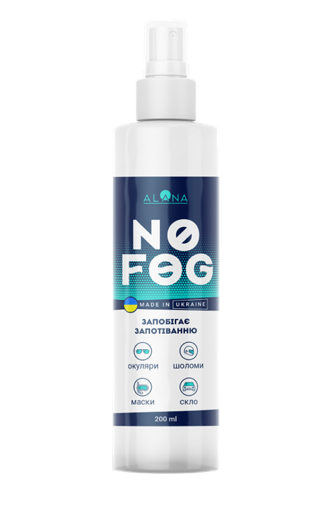 ALANA
NO
FOG
MADE IN UKRAINE
ЗАПОБІГАЄ
ЗАПОТІВАННЮ
окуляри
шоломи
маски
скло
200 ml